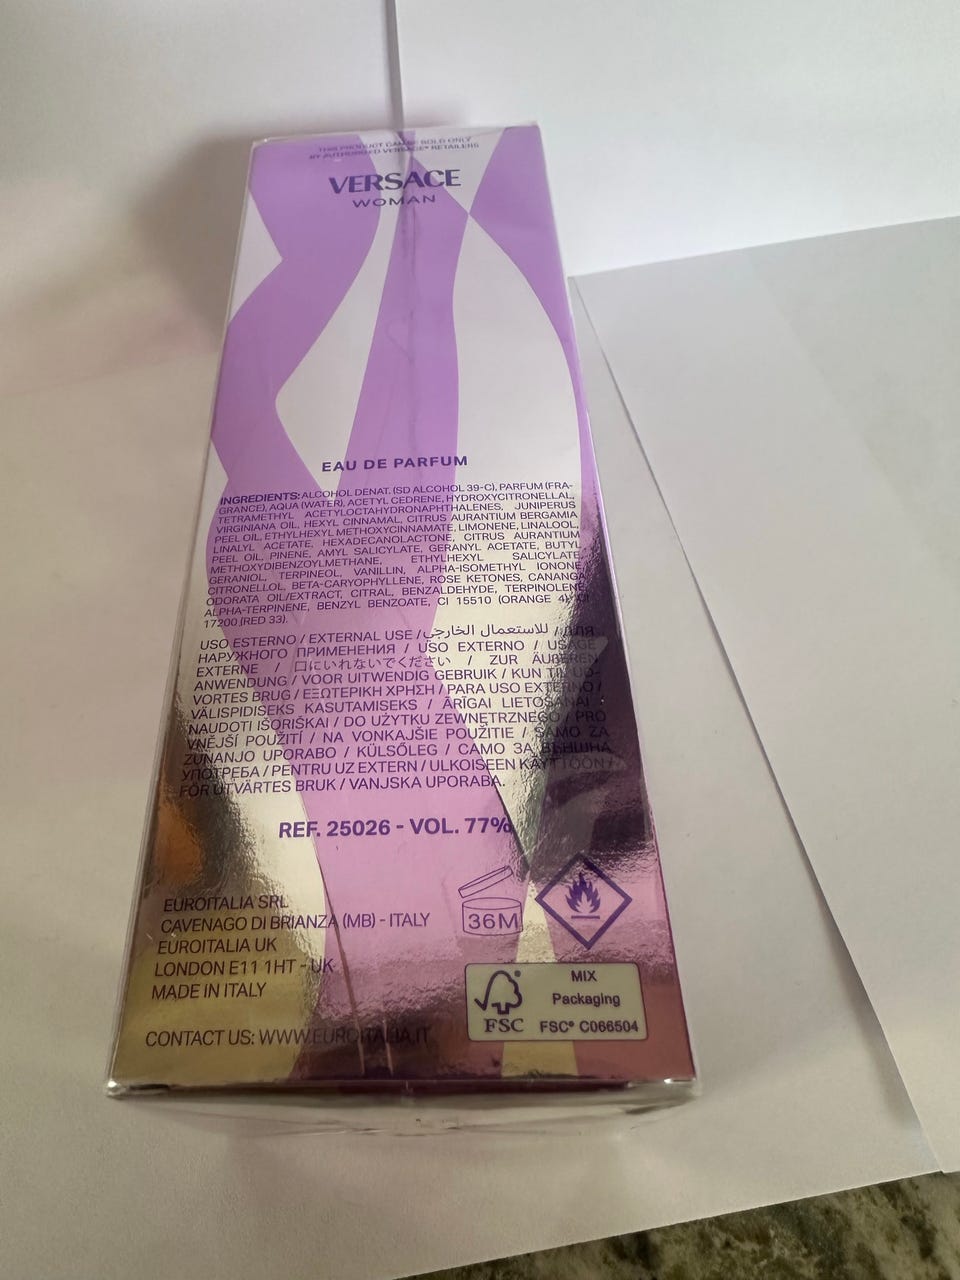 THIS PRODUCT CAN BE SOLD ONLY
BY AUTHORIZED VERSACE® RETAILERS
VERSACE
WOMAN
EAU DE PARFUM
INGREDIENTS: ALCOHOL DENAT. (SD ALCOHOL 39-C), PARFUM (FRA-
GRANCE), AQUA (WATER), ACETYL CEDRENE, HYDROXYCITRONELLAL,
TETRAMETHYL ACETYLOCTAHYDRONAPHTHALENES, JUNIPERUS
VIRGINIANA OIL, HEXYL CINNAMAL, CITRUS AURANTIUM BERGAMIA
PEEL OIL, ETHYLHEXYL METHOXYCINNAMATE, LIMONENE, LINALOOL,
LINALYL ACETATE, HEXADECANOLACTONE, CITRUS AURANTIUM
PEEL OIL, PINENE, AMYL SALICYLATE, GERANYL ACETATE, BUTYL
METHOXYDIBENZOYLMETHANE, ETHYLHEXYL SALICYLATE,
GERANIOL, TERPINEOL, VANILLIN, ALPHA-ISOMETHYL IONONE,
CITRONELLOL, BETA-CARYOPHYLLENE, ROSE KETONES, CANANGA
ODORATA OIL/EXTRACT, CITRAL, BENZALDEHYDE, TERPINOLENE,
ALPHA-TERPINENE, BENZYL BENZOATE, CI 15510 (ORANGE 4), CI
17200 (RED 33).
USO ESTERNO / EXTERNAL USE / للاستعمال الخارجي / ДЛЯ
НАРУЖНОГО ПРИМЕНЕНИЯ / USO EXTERNO / USAGE
EXTERNE / 口にいれないでください / ZUR ÄUßEREN
ANWENDUNG / VOOR UITWENDIG GEBRUIK / KUN TIL UD-
VORTES BRUG / ΕΞΩΤΕΡΙΚΗ ΧΡΗΣΗ / PARA USO EXTERNO /
VÄLISPIDISEKS KASUTAMISEKS / ĀRĪGAI LIETOŠANAI /
NAUDOTI IŠORIŠKAI / DO UŻYTKU ZEWNĘTRZNEGO / PRO
VNĚJŠÍ POUŽITÍ / NA VONKAJŠIE POUŽITIE / SAMO ZA
ZUNANJO UPORABO / KÜLSŐLEG / САМО ЗА ВЪНШНА
УПОТРЕБА / PENTRU UZ EXTERN / ULKOISEEN KÄYTTÖÖN /
FÖR UTVÄRTES BRUK / VANJSKA UPORABA.
REF. 25026 - VOL. 77%
EUROITALIA SRL
CAVENAGO DI BRIANZA (MB) - ITALY
EUROITALIA UK
LONDON E11 1HT - UK
MADE IN ITALY
CONTACT US: WWW.EUROITALIA.IT
36M
FSC
MIX
Packaging
FSC® C066504